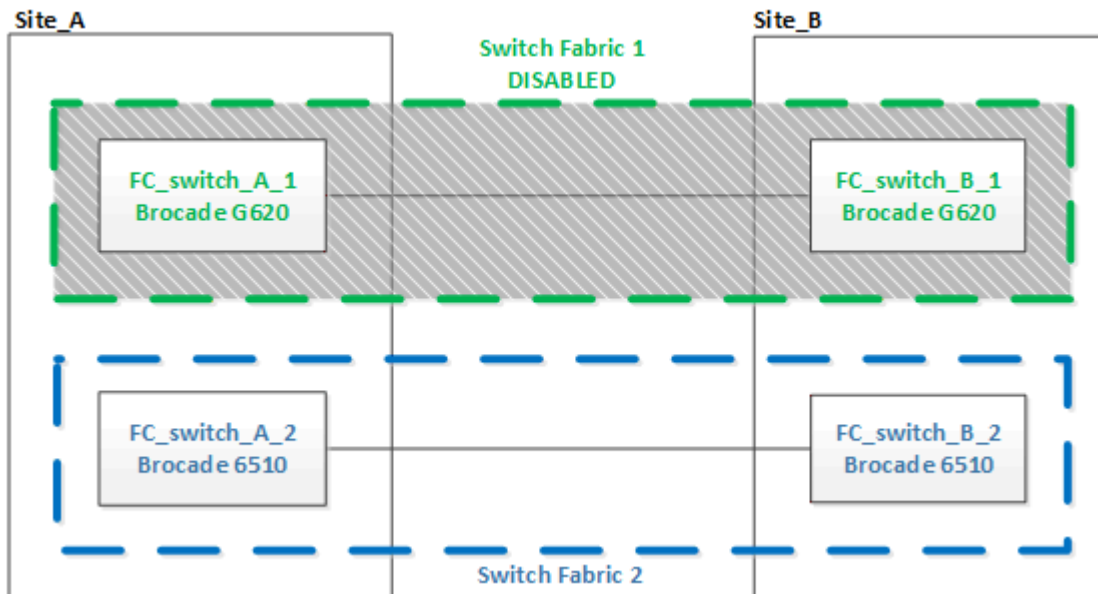 Site_A
Site_B
Switch Fabric 1
DISABLED
FC_switch_A_1
Brocade G620
FC_switch_B_1
Brocade G620
FC_switch_A_2
Brocade 6510
FC_switch_B_2
Brocade 6510
Switch Fabric 2